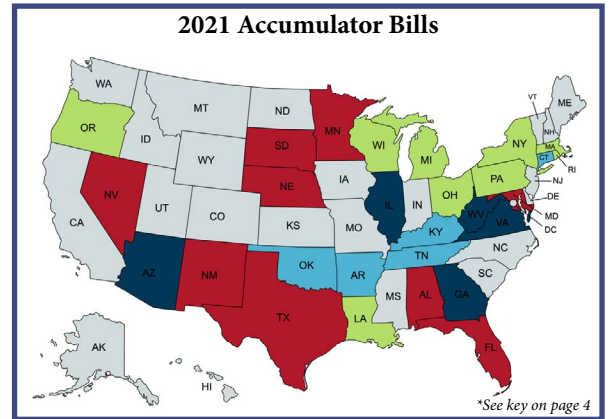 2021 Accumulator Bills
WA
MT
ND
MN
VT
ME
OR
ID
SD
WI
NH
NY
MA
WY
MI
CT
RI
NV
NE
IA
PA
NJ
OH
DE
UT
CO
IL
IN
MD
CA
KS
MO
WV
VA
DC
KY
AZ
NM
OK
AR
TN
NC
SC
TX
MS
AL
GA
LA
AK
HI
FL
*See key on page 4